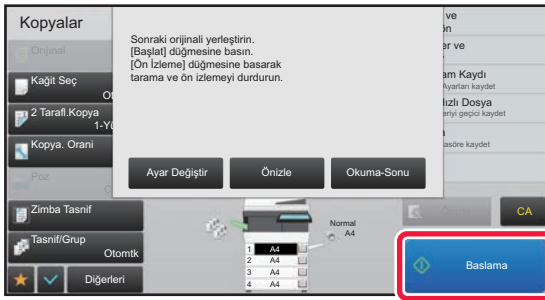 Kopyalar
Orijinal
Kağit Seç
2 Tarafl.Kopya
1-Yü
Kopya. Orani
Poz
Zimba Tasnif
Tasnif/Grup
Otomtk
Diğerleri
Sonraki orijinali yerleştirin.
[Başlat] düğmesine basın.
[Ön İzleme] düğmesine basarak
tarama ve ön izlemeyi durdurun.
Ayar Değiştir
Önizle
Okuma-Sonu
Normal
A4
1 A4
2 A4
3 A4
4 A4
ve
ön
er ve
am Kaydı
Ayarları kaydet
ızlı Dosya
eriyi geçici kaydet
asöre kaydet
CA
Baslama